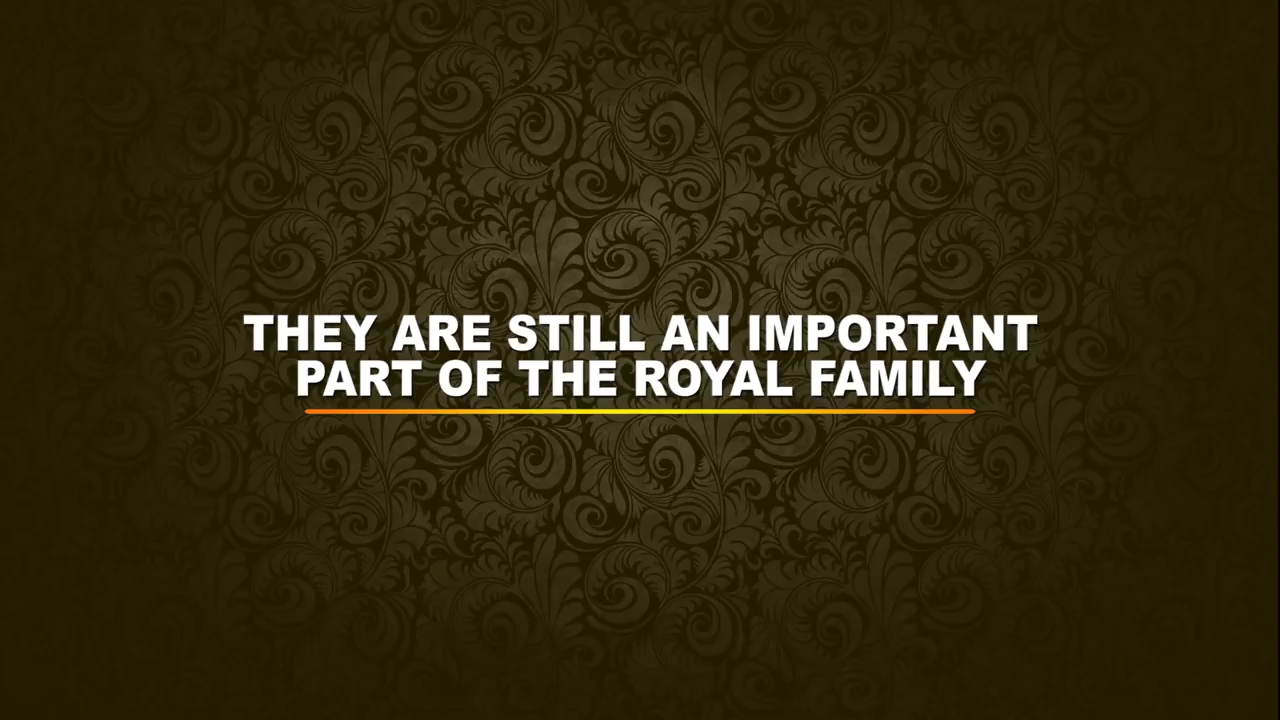 THEY ARE STILL AN IMPORTANT
PART OF THE ROYAL FAMILY